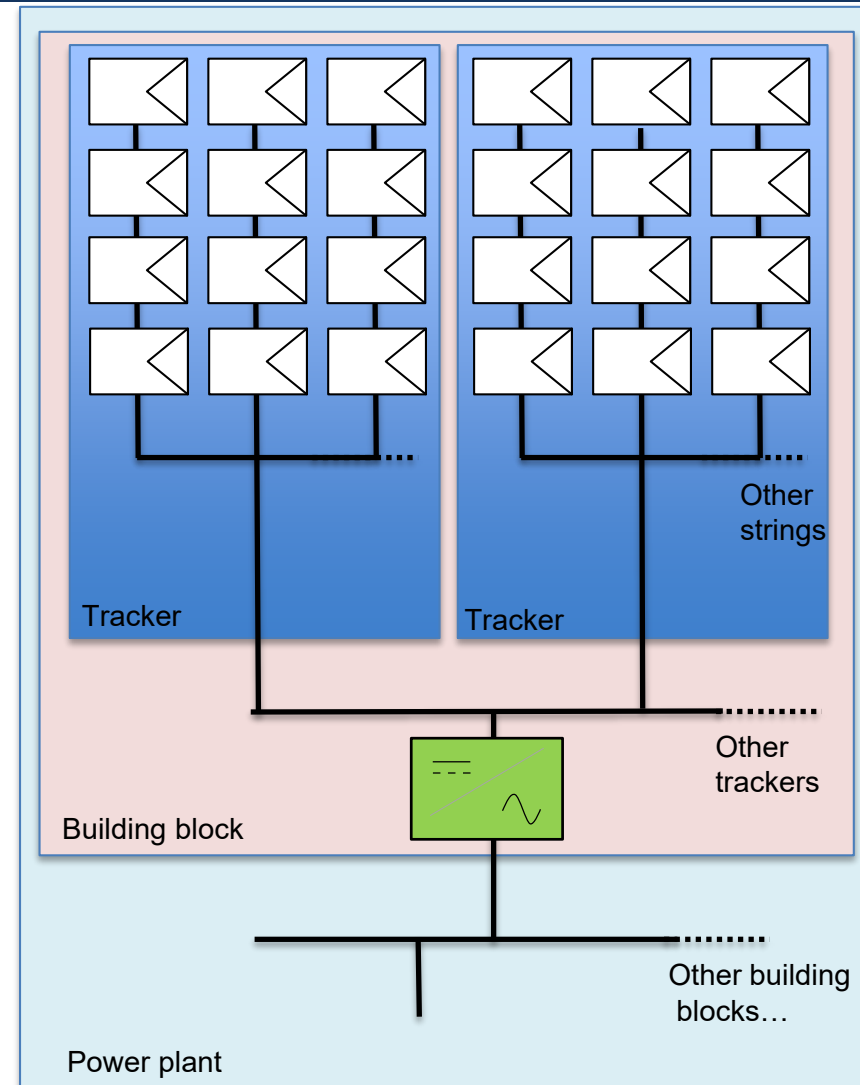 Other
strings
Tracker
Tracker
Other
trackers
Building block
Other building
blocks…
Power plant